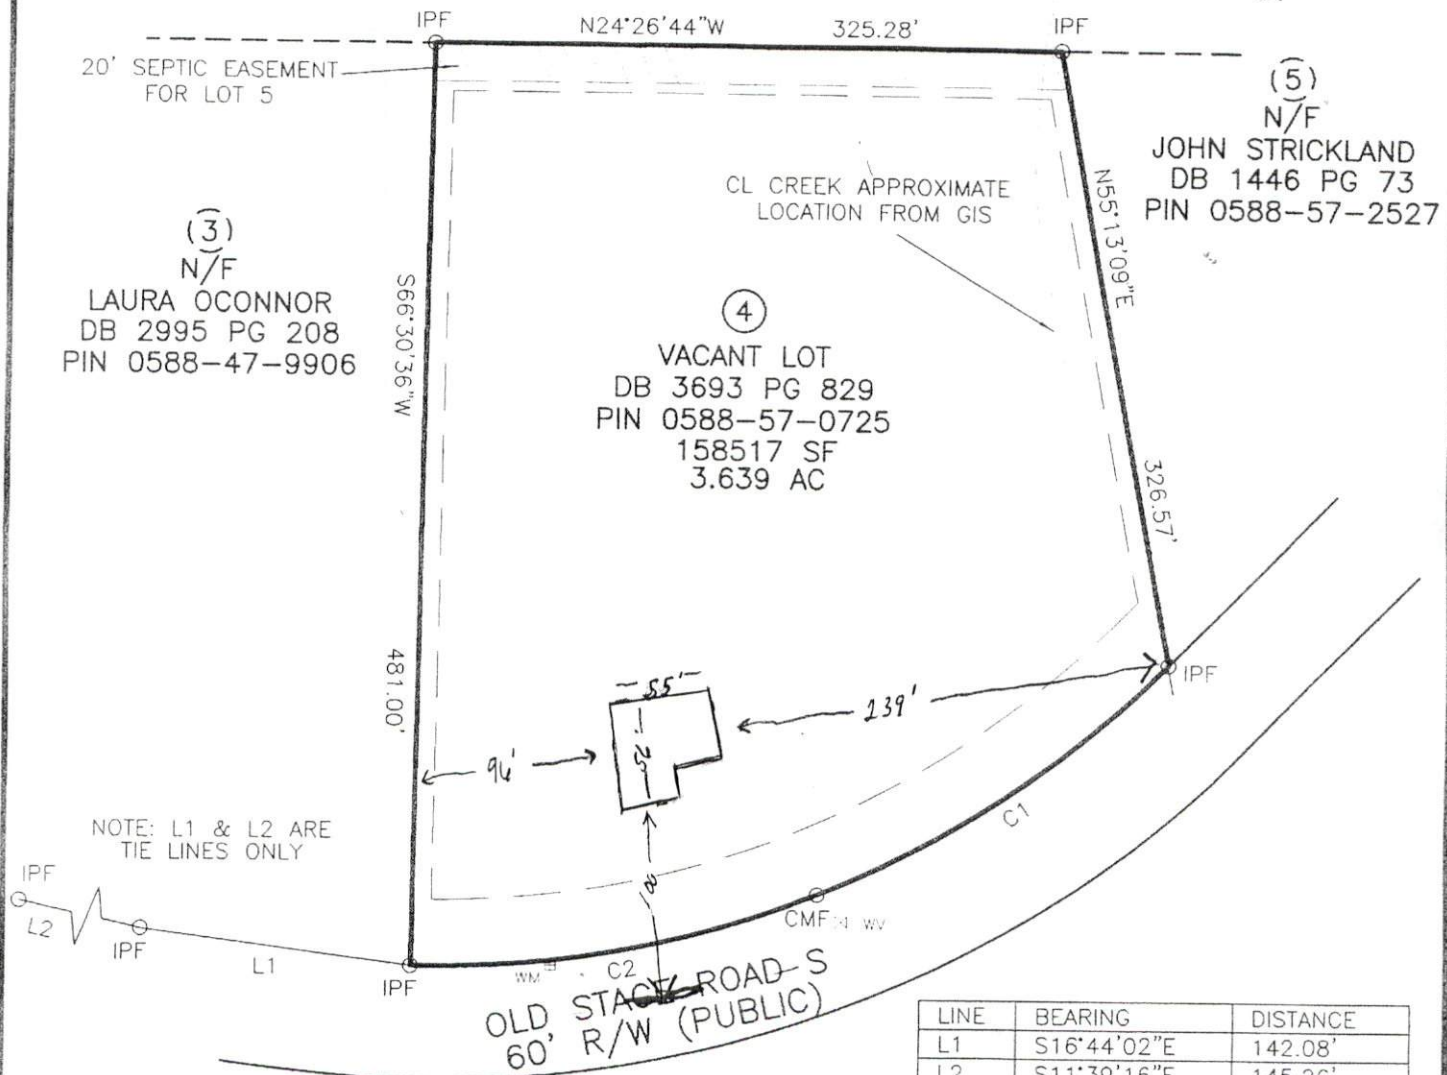 IPF
N24°26'44"W
325.28'
IPF
20' SEPTIC EASEMENT
FOR LOT 5
(5)
N/F
JOHN STRICKLAND
DB 1446 PG 73
PIN 0588-57-2527
CL CREEK APPROXIMATE
LOCATION FROM GIS
N55°13'09"E
326.57'
(3)
N/F
LAURA OCONNOR
DB 2995 PG 208
PIN 0588-47-9906
S66°30'36"W
481.00'
4
VACANT LOT
DB 3693 PG 829
PIN 0588-57-0725
158517 SF
3.639 AC
55'
239'
IPF
C1
NOTE: L1 & L2 ARE
TIE LINES ONLY
IPF
L2
IPF
L1
IPF
WM
C2
CMF
WV
OLD STAGE ROAD S
60' R/W (PUBLIC)
LINE BEARING DISTANCE
L1 S16°44'02"E 142.08'
L2 S11°39'16"E